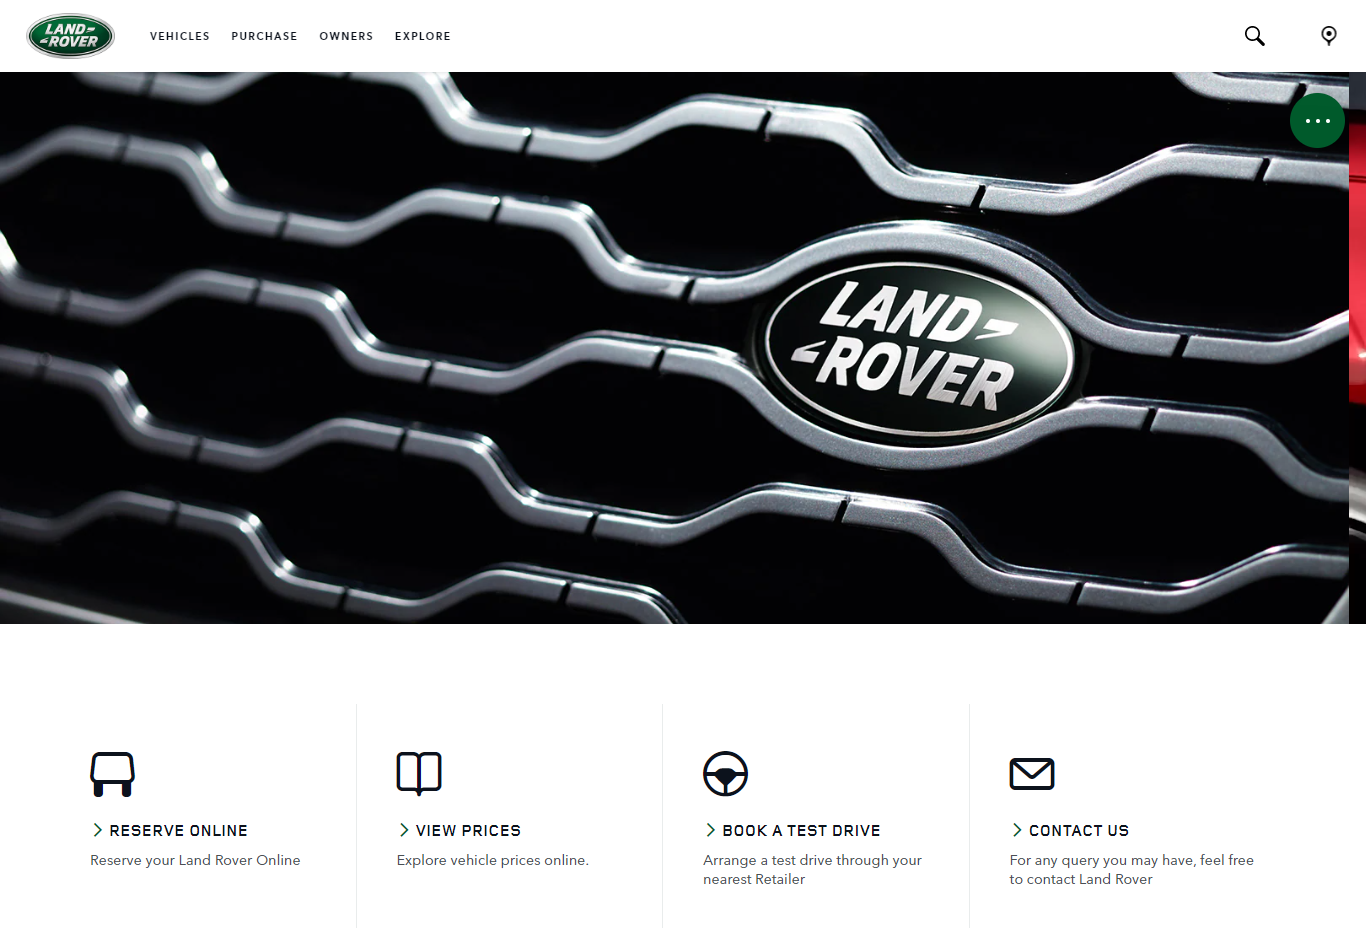 LAND
ROVER
VEHICLES PURCHASE OWNERS EXPLORE
LAND
ROVER
RESERVE ONLINE
Reserve your Land Rover Online
VIEW PRICES
Explore vehicle prices online.
BOOK A TEST DRIVE
Arrange a test drive through your
nearest Retailer
CONTACT US
For any query you may have, feel free
to contact Land Rover